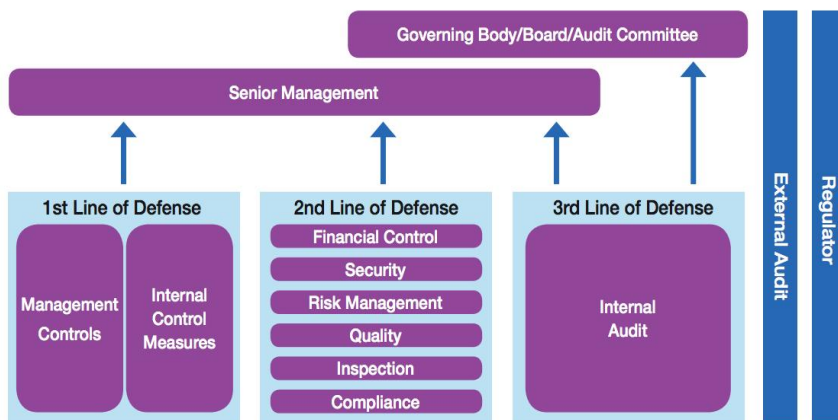 Governing Body/Board/Audit Committee
Senior Management
1st Line of Defense
Management
Controls
Internal
Control
Measures
2nd Line of Defense
Financial Control
Security
Risk Management
Quality
Inspection
Compliance
3rd Line of Defense
Internal
Audit
External Audit
Regulator